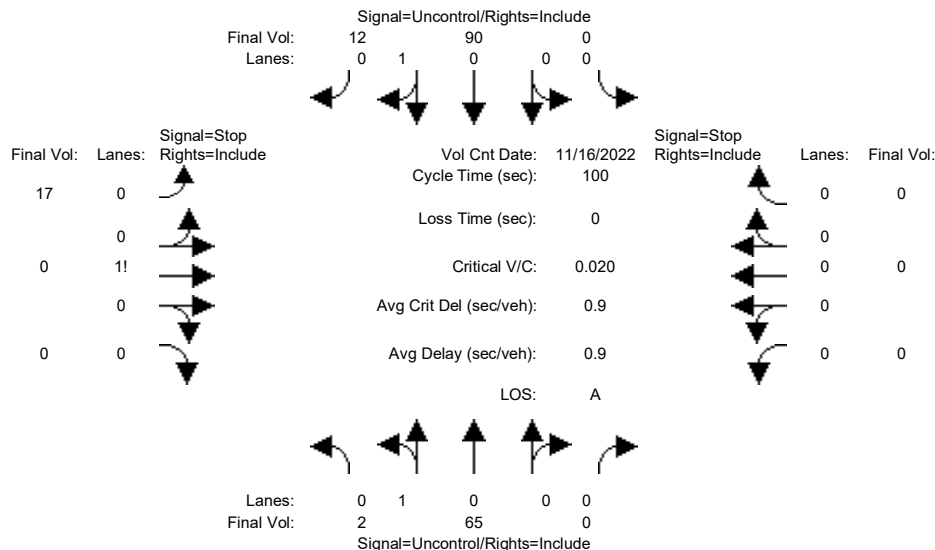 Signal=Uncontrol/Rights=Include
Final Vol: 12 90 0
Lanes: 0 1 0 0 0
Signal=Stop Signal=Stop
Final Vol: Lanes: Rights=Include Vol Cnt Date: 11/16/2022 Rights=Include Lanes: Final Vol:
Cycle Time (sec): 100
17 0 0 0
Loss Time (sec): 0
0 0
0 1! Critical V/C: 0.020 0 0
0 Avg Crit Del (sec/veh): 0.9 0
0 0 Avg Delay (sec/veh): 0.9 0 0
LOS: A
Lanes: 0 1 0 0 0
Final Vol: 2 65 0
Signal=Uncontrol/Rights=Include